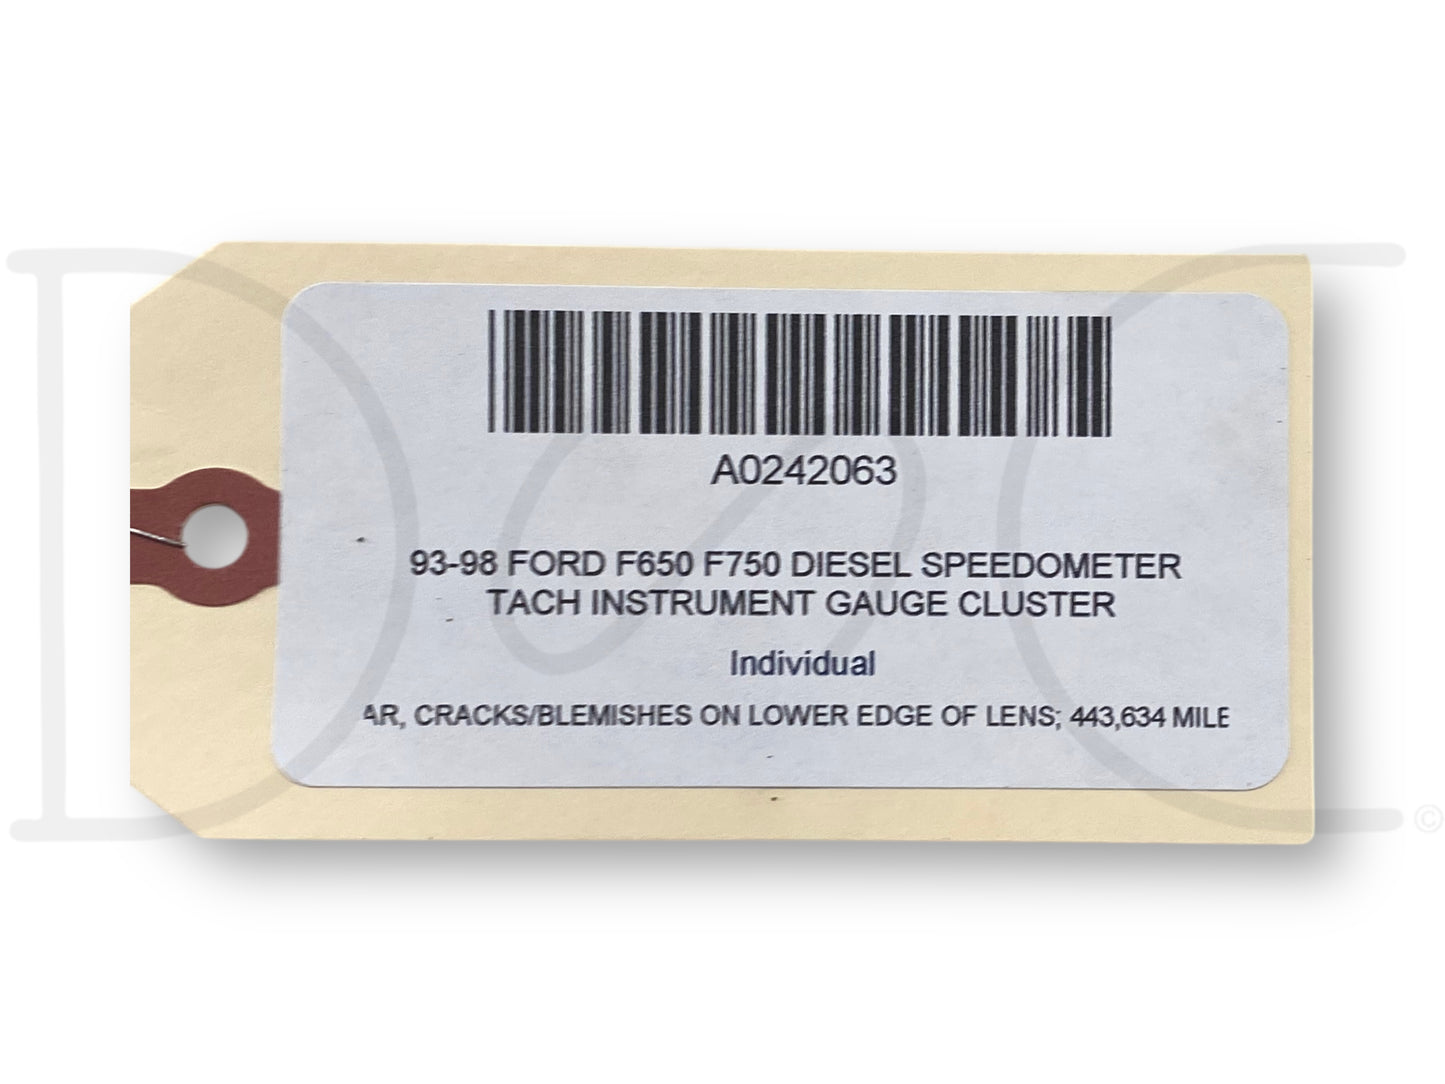 A0242063
93-98 FORD F650 F750 DIESEL SPEEDOMETER
TACH INSTRUMENT GAUGE CLUSTER
Individual
AR, CRACKS/BLEMISHES ON LOWER EDGE OF LENS; 443,634 MILE
©